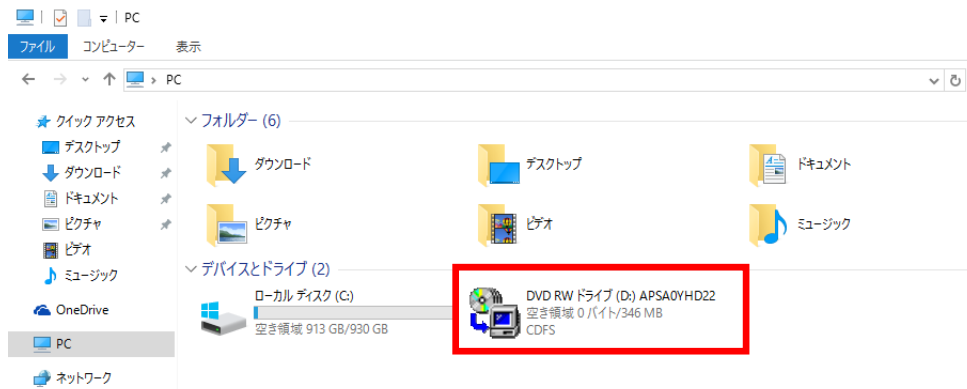 PC
ファイル コンピューター 表示
PC
クイック アクセス
デスクトップ
ダウンロード
ドキュメント
ピクチャ
ビデオ
ミュージック
OneDrive
PC
ネットワーク
フォルダー (6)
ダウンロード
デスクトップ
ドキュメント
ピクチャ
ビデオ
ミュージック
デバイスとドライブ (2)
ローカル ディスク (C:)
空き領域 913 GB/930 GB
DVD RW ドライブ (D:) APSA0YHD22
空き領域 0 バイト/346 MB
CDFS